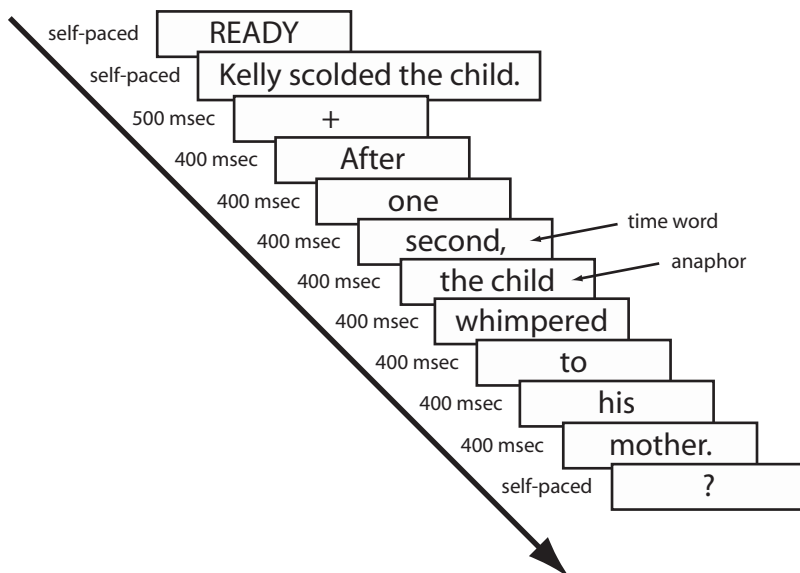 self-paced READY
self-paced Kelly scolded the child.
500 msec +
400 msec After
400 msec one
400 msec second, time word
400 msec the child anaphor
400 msec whimpered
400 msec to
400 msec his
400 msec mother.
self-paced ?